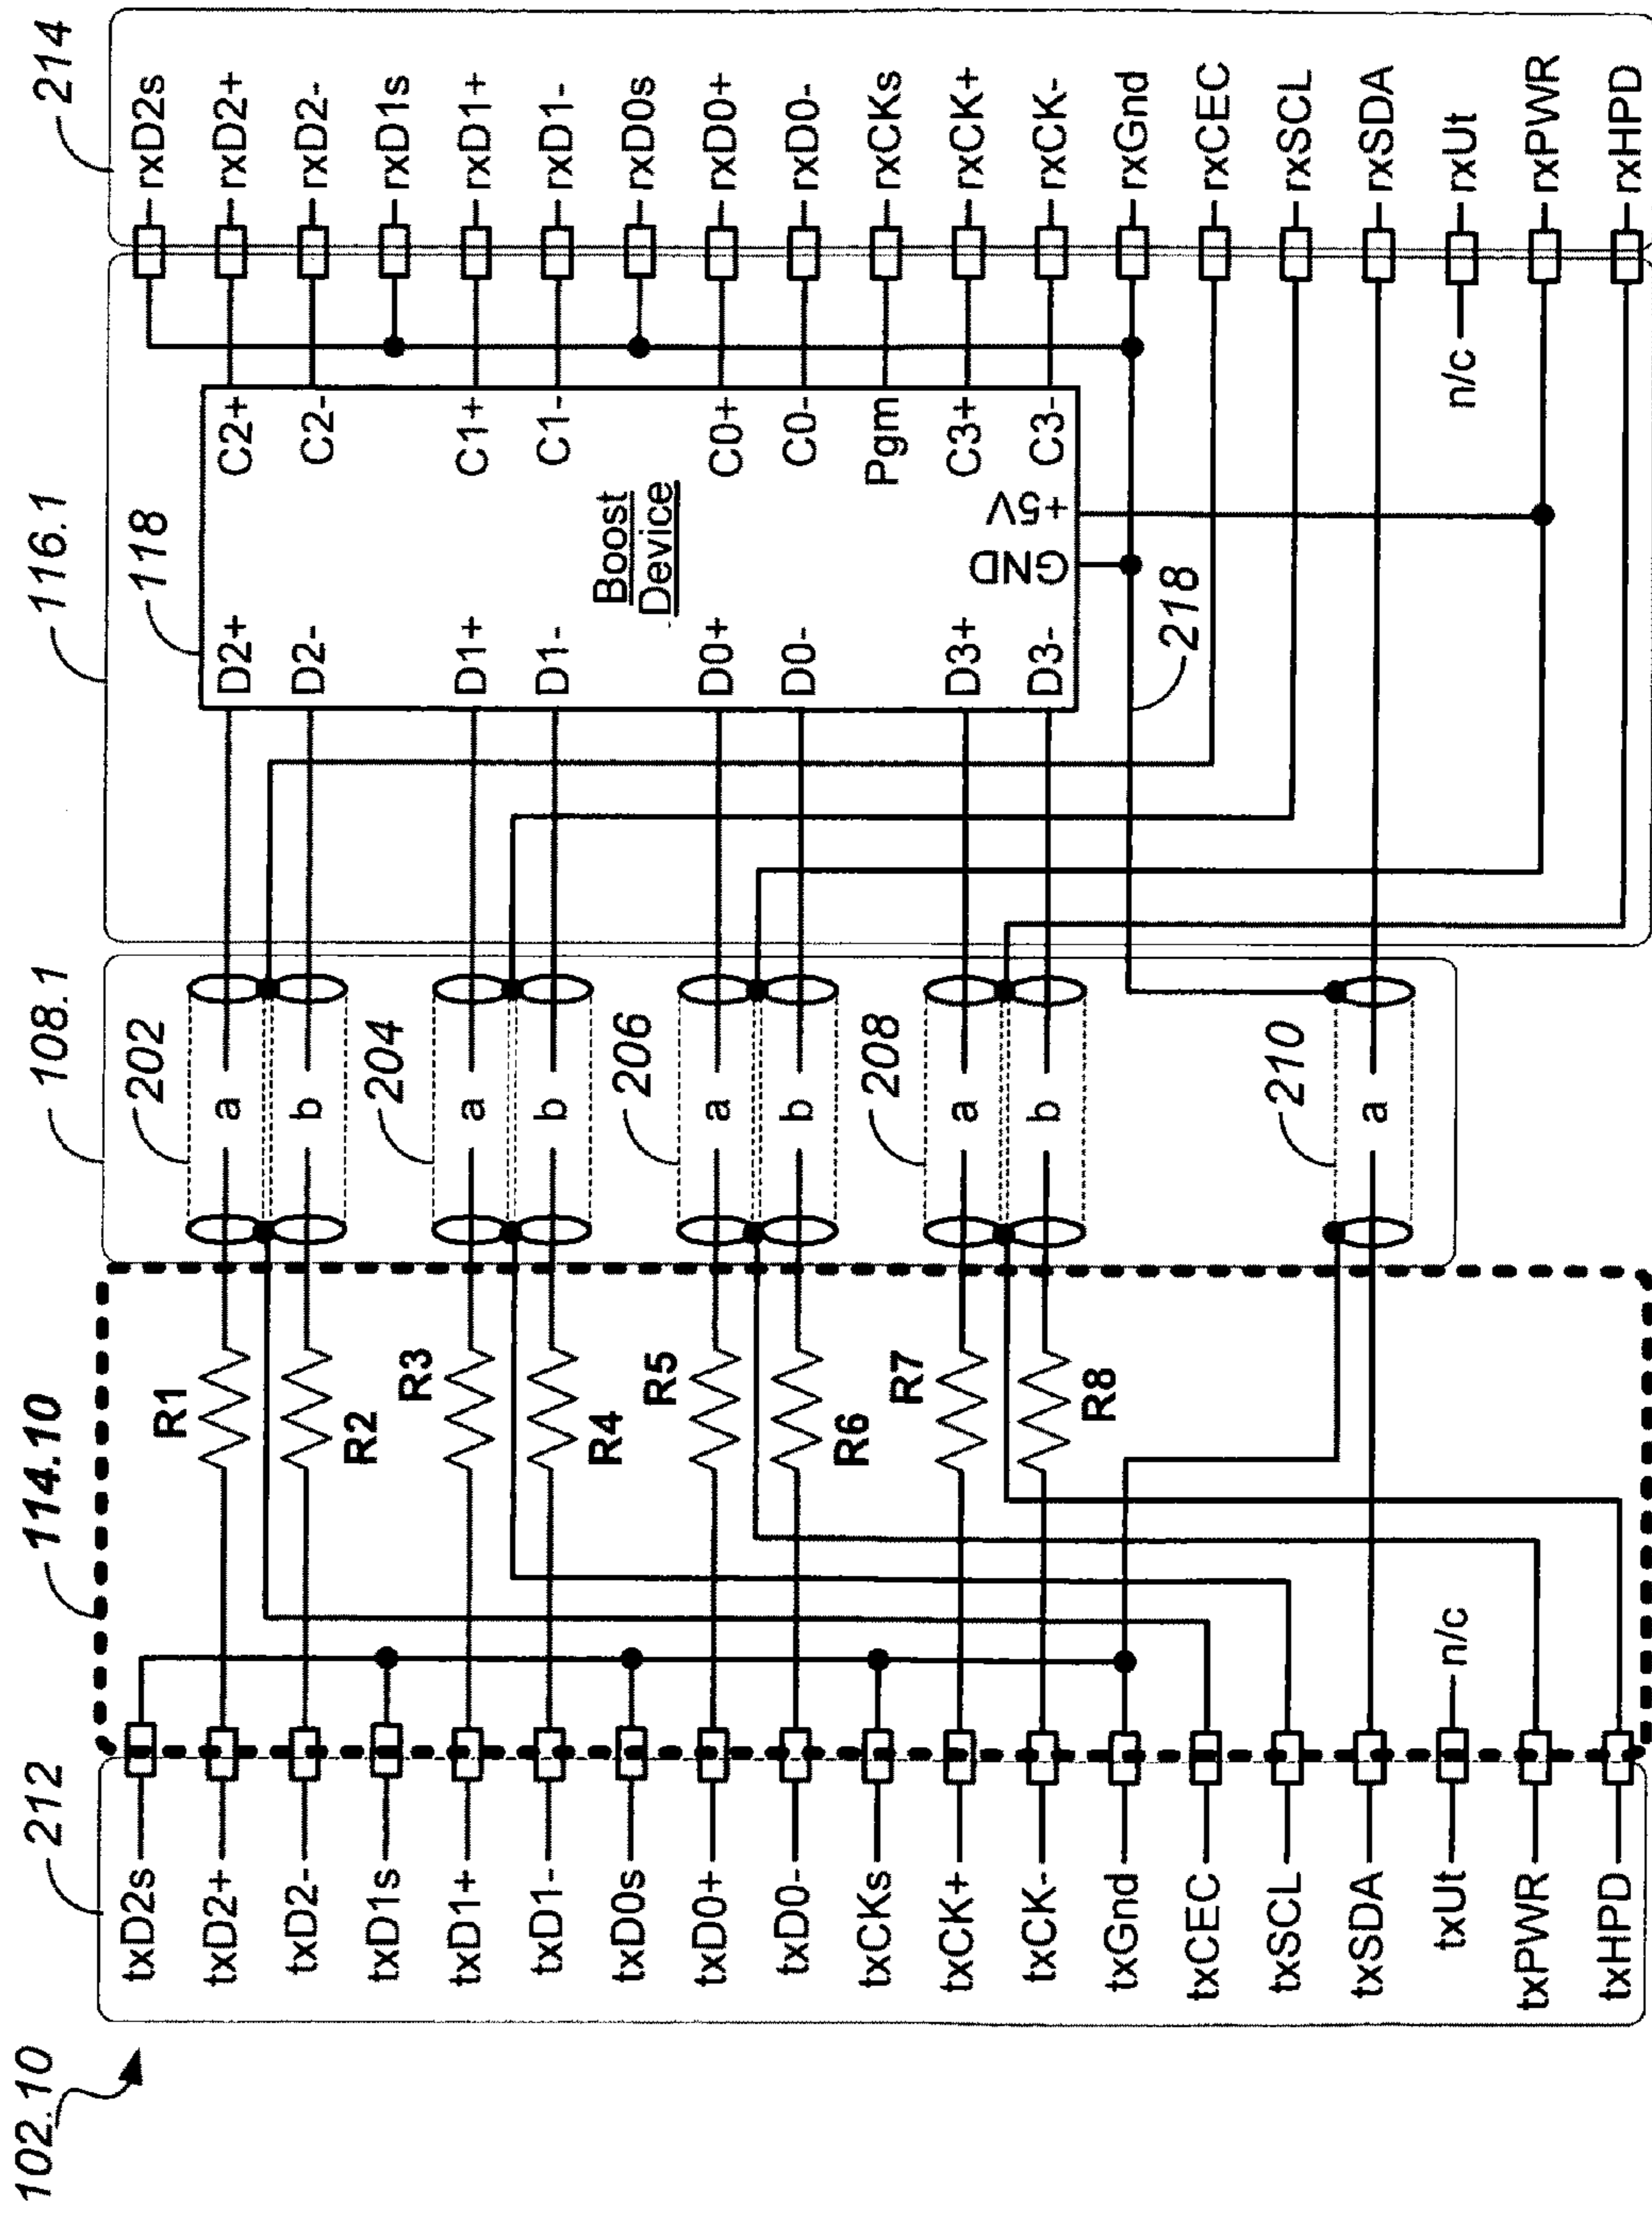 102.10
212
114.10
108.1
116.1
214
txD2s
txD2+
txD2-
txD1s
txD1+
txD1-
txD0s
txD0+
txD0-
txCKs
txCK+
txCK-
txGnd
txCEC
txSCL
txSDA
txUt
txPWR
txHPD
n/c
R1
R2
R3
R4
R5
R6
R7
R8
202
a
b
204
a
b
206
a
b
208
a
b
210
a
118
D2+
D2-
D1+
D1-
D0+
D0-
D3+
D3-
Boost
Device
GND
+5V
C2+
C2-
C1+
C1-
C0+
C0-
Pgm
C3+
C3-
218
n/c
rxD2s
rxD2+
rxD2-
rxD1s
rxD1+
rxD1-
rxD0s
rxD0+
rxD0-
rxCKs
rxCK+
rxCK-
rxGnd
rxCEC
rxSCL
rxSDA
rxUt
rxPWR
rxHPD